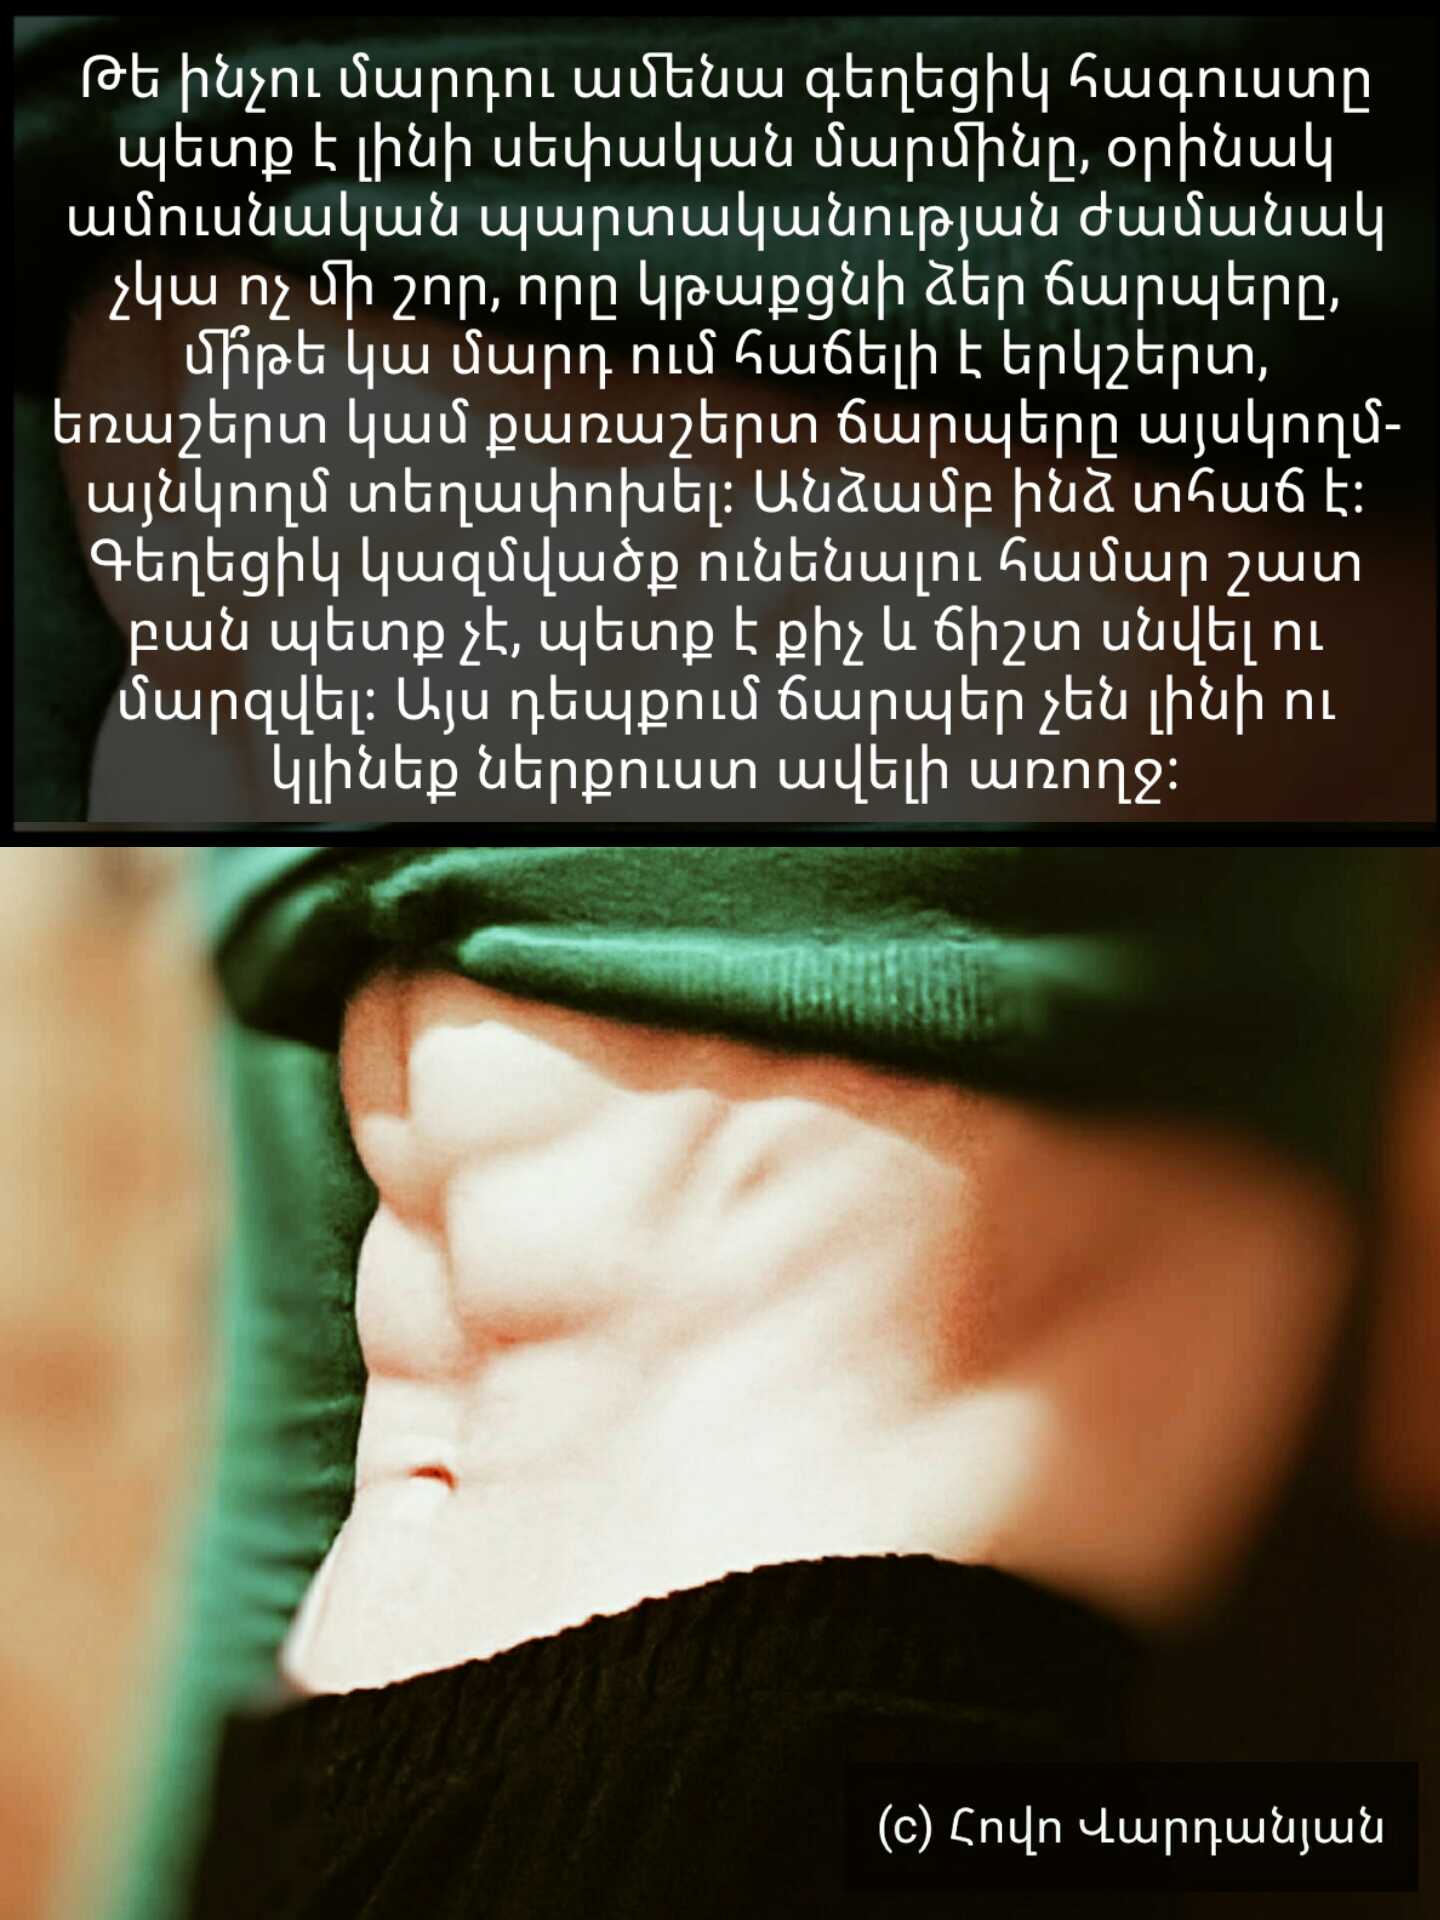 Թե ինչու մարդու ամենա գեղեցիկ հագուստը
պետք է լինի սեփական մարմինը, օրինակ
ամուսնական պարտականության ժամանակ
չկա ոչ մի շոր, որը կթաքցնի ձեր ճարպերը,
մի՞թե կա մարդ ում հաճելի է երկշերտ,
եռաշերտ կամ քառաշերտ ճարպերը այսկողմ-
այնկողմ տեղափոխել: Անձամբ ինձ տհաճ է:
Գեղեցիկ կազմվածք ունենալու համար շատ
բան պետք չէ, պետք է քիչ և ճիշտ սնվել ու
մարզվել: Այս դեպքում ճարպեր չեն լինի ու
կլինեք ներքուստ ավելի առողջ:
(c) Հովո Վարդանյան